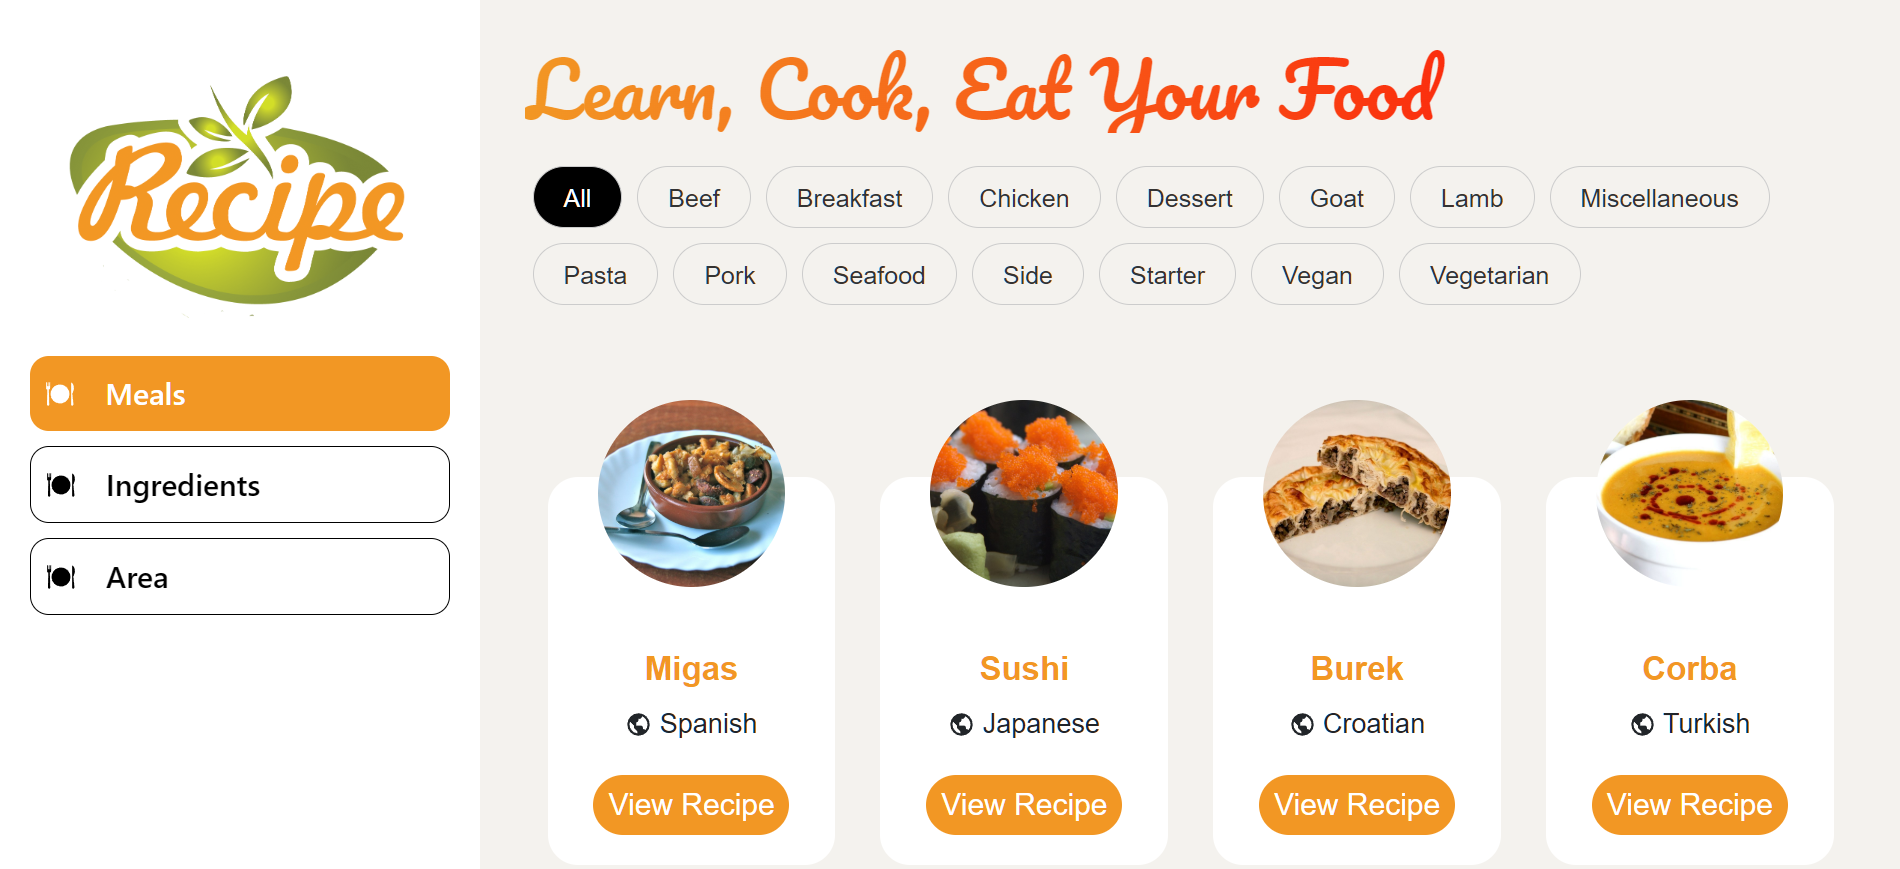 Recipe
Meals
Ingredients
Area
Learn, Cook, Eat Your Food
All Beef Breakfast Chicken Dessert Goat Lamb Miscellaneous
Pasta Pork Seafood Side Starter Vegan Vegetarian
Migas
Spanish
View Recipe
Sushi
Japanese
View Recipe
Burek
Croatian
View Recipe
Corba
Turkish
View Recipe